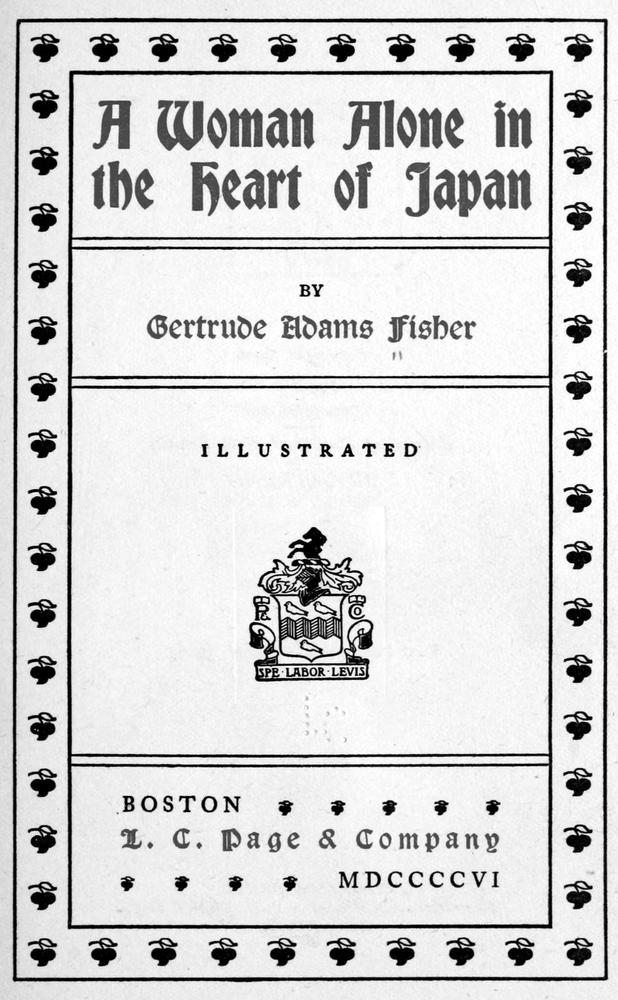 A Woman Alone in
the Heart of Japan
BY
Gertrude Adams Fisher
ILLUSTRATED
P Co
SPE · LABOR · LEVIS
BOSTON
L. C. Page & Company
MDCCCCVI